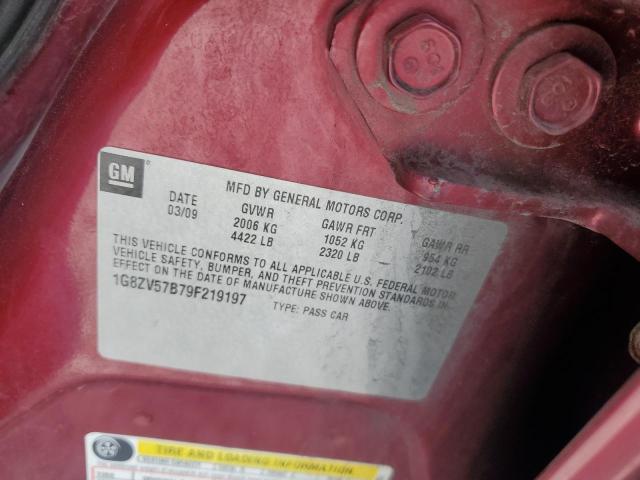 GM
MFD BY GENERAL MOTORS CORP.
DATE GVWR GAWR FRT GAWR RR
03/09 2006 KG 1052 KG 954 KG
4422 LB 2320 LB 2102 LB
THIS VEHICLE CONFORMS TO ALL APPLICABLE U.S. FEDERAL MOTOR
VEHICLE SAFETY, BUMPER, AND THEFT PREVENTION STANDARDS IN
EFFECT ON THE DATE OF MANUFACTURE SHOWN ABOVE.
1G8ZV57B79F219197 TYPE: PASS CAR
TIRE AND LOADING INFORMATION